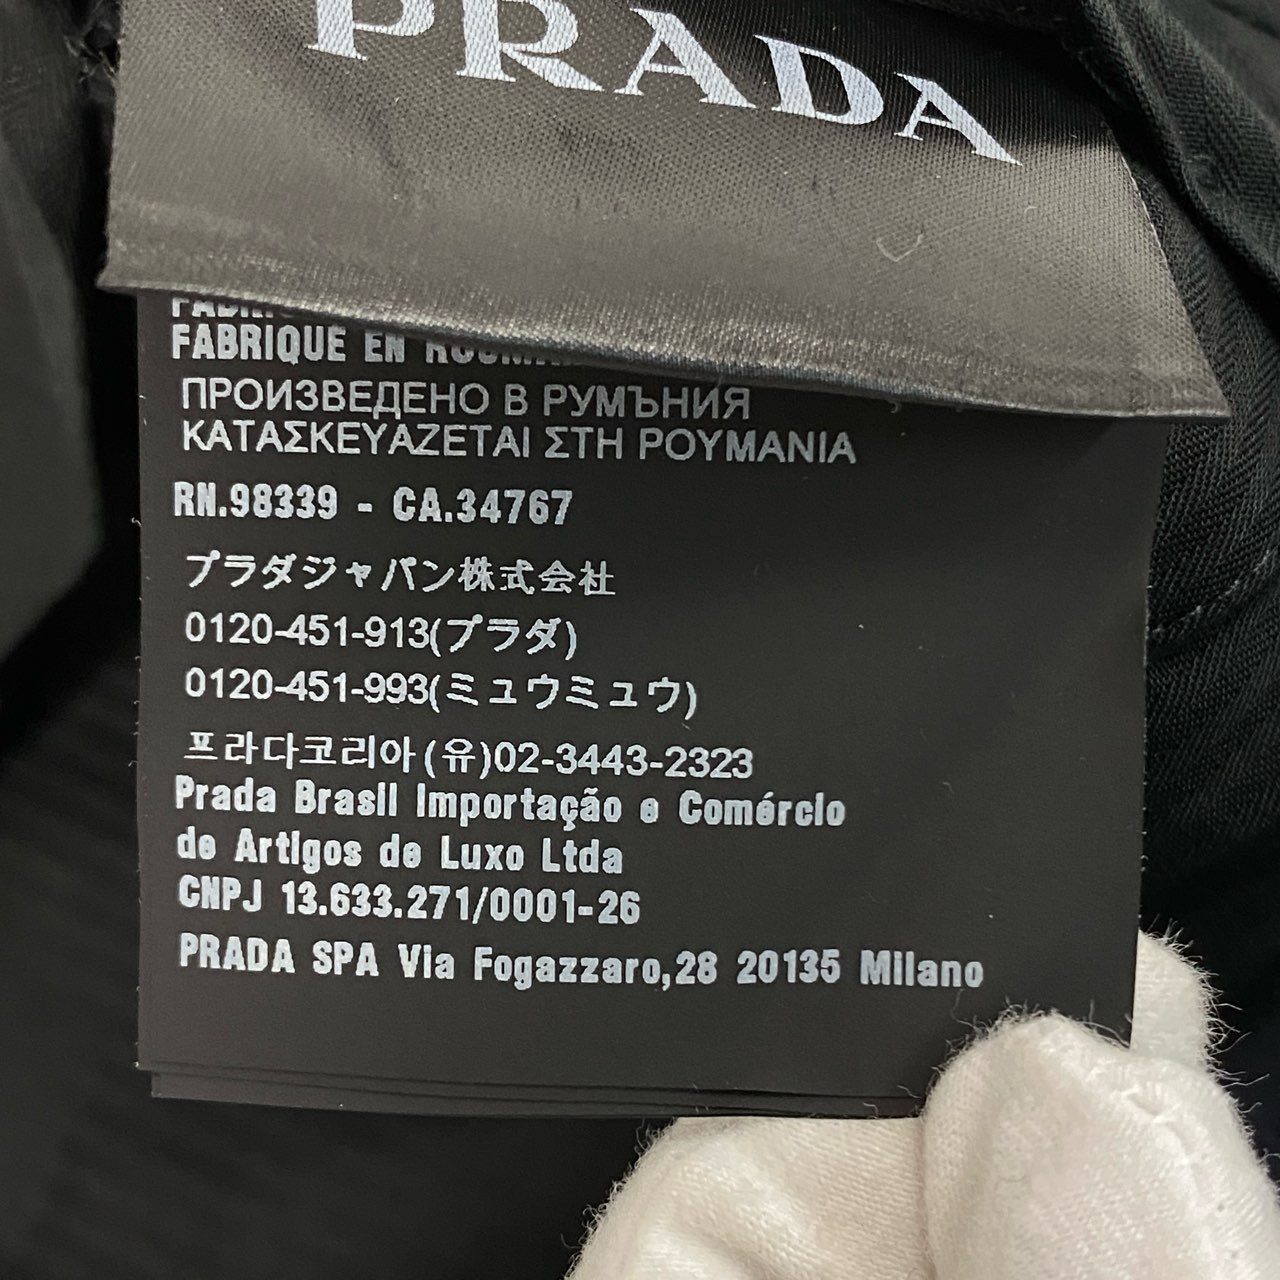 PRADA
FABRIQUE EN
ПРОИЗВЕДЕНО В РУМЪНИЯ
ΚΑΤΑΣΚΕΥΑΖΕΤΑΙ ΣΤΗ ΡΟΥΜΑΝΙΑ
RN.98339 - CA.34767
プラダジャパン株式会社
0120-451-913(プラダ)
0120-451-993(ミュウミュウ)
프라다코리아(유)02-3443-2323
Prada Brasil Importação e Comércio
de Artigos de Luxo Ltda
CNPJ 13.633.271/0001-26
PRADA SPA Via Fogazzaro,28 20135 Milano